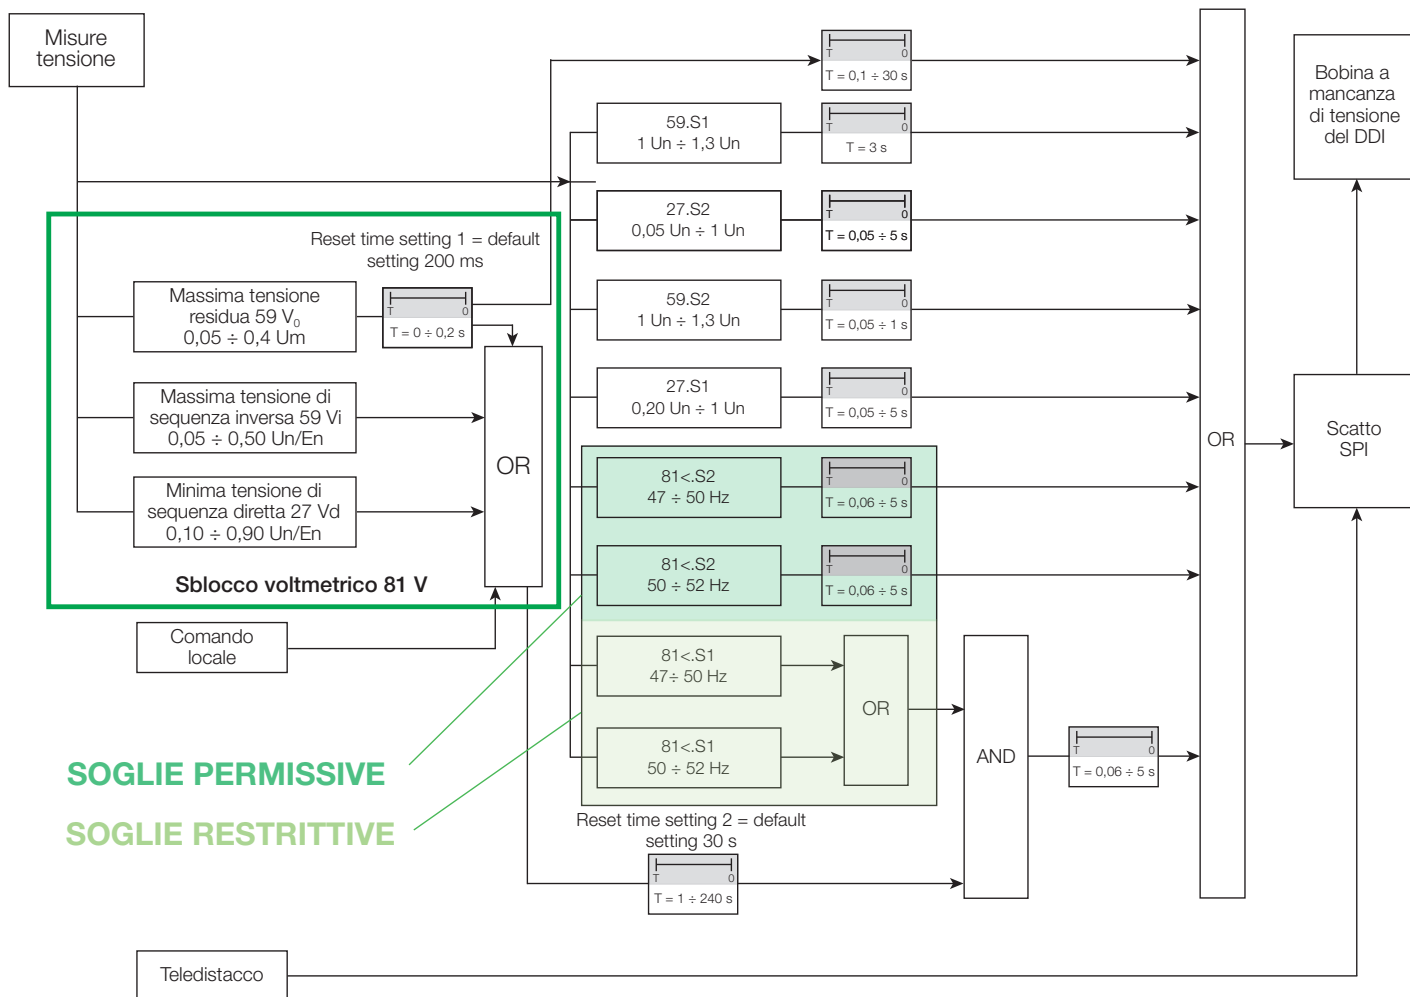 Misure
tensione
T 0
T = 0,1 ÷ 30 s
Bobina a
mancanza
di tensione
del DDI
59.S1
1 Un ÷ 1,3 Un
T 0
T = 3 s
27.S2
0,05 Un ÷ 1 Un
T 0
T = 0,05 ÷ 5 s
Reset time setting 1 = default
setting 200 ms
Massima tensione
residua 59 V0
0,05 ÷ 0,4 Um
T 0
T = 0 ÷ 0,2 s
59.S2
1 Un ÷ 1,3 Un
T 0
T = 0,05 ÷ 1 s
Massima tensione di
sequenza inversa 59 Vi
0,05 ÷ 0,50 Un/En
27.S1
0,20 Un ÷ 1 Un
T 0
T = 0,05 ÷ 5 s
OR
OR
Scatto
SPI
Minima tensione di
sequenza diretta 27 Vd
0,10 ÷ 0,90 Un/En
81<.S2
47 ÷ 50 Hz
T 0
T = 0,06 ÷ 5 s
Sblocco voltmetrico 81 V
81<.S2
50 ÷ 52 Hz
T 0
T = 0,06 ÷ 5 s
Comando
locale
81<.S1
47÷ 50 Hz
OR
81<.S1
50 ÷ 52 Hz
AND
T 0
T = 0,06 ÷ 5 s
SOGLIE PERMISSIVE
SOGLIE RESTRITTIVE
Reset time setting 2 = default
setting 30 s
T 0
T = 1 ÷ 240 s
Teledistacco